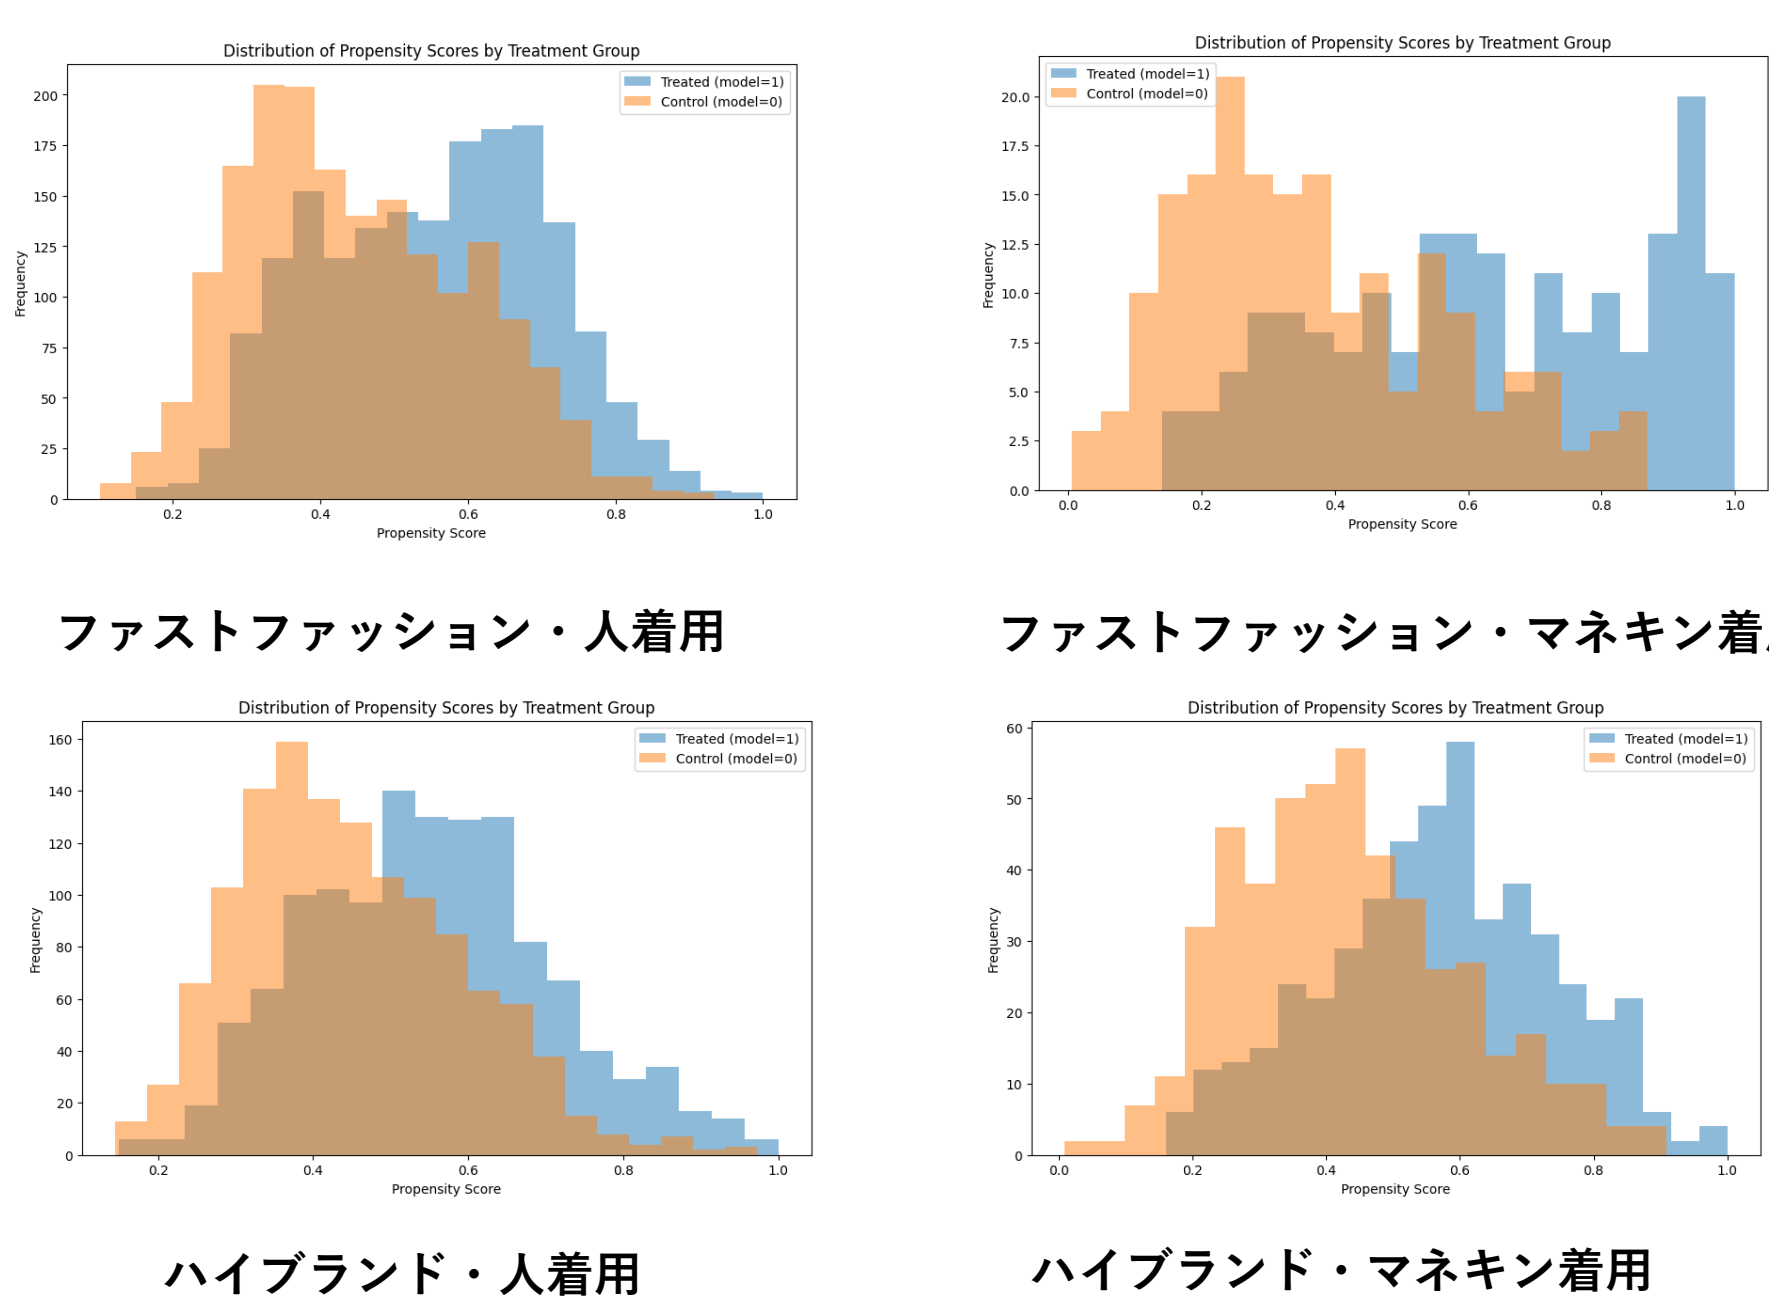 Distribution of Propensity Scores by Treatment Group
Treated (model=1)
Control (model=0)
200
175
150
125
100
75
50
25
0
Frequency
0.2 0.4 0.6 0.8 1.0
Propensity Score
ファストファッション・人着用
Distribution of Propensity Scores by Treatment Group
Treated (model=1)
Control (model=0)
20.0
17.5
15.0
12.5
10.0
7.5
5.0
2.5
0.0
Frequency
0.0 0.2 0.4 0.6 0.8 1.0
Propensity Score
ファストファッション・マネキン着
Distribution of Propensity Scores by Treatment Group
Treated (model=1)
Control (model=0)
160
140
120
100
80
60
40
20
0
Frequency
0.2 0.4 0.6 0.8 1.0
Propensity Score
ハイブランド・人着用
Distribution of Propensity Scores by Treatment Group
Treated (model=1)
Control (model=0)
60
50
40
30
20
10
0
Frequency
0.0 0.2 0.4 0.6 0.8 1.0
Propensity Score
ハイブランド・マネキン着用